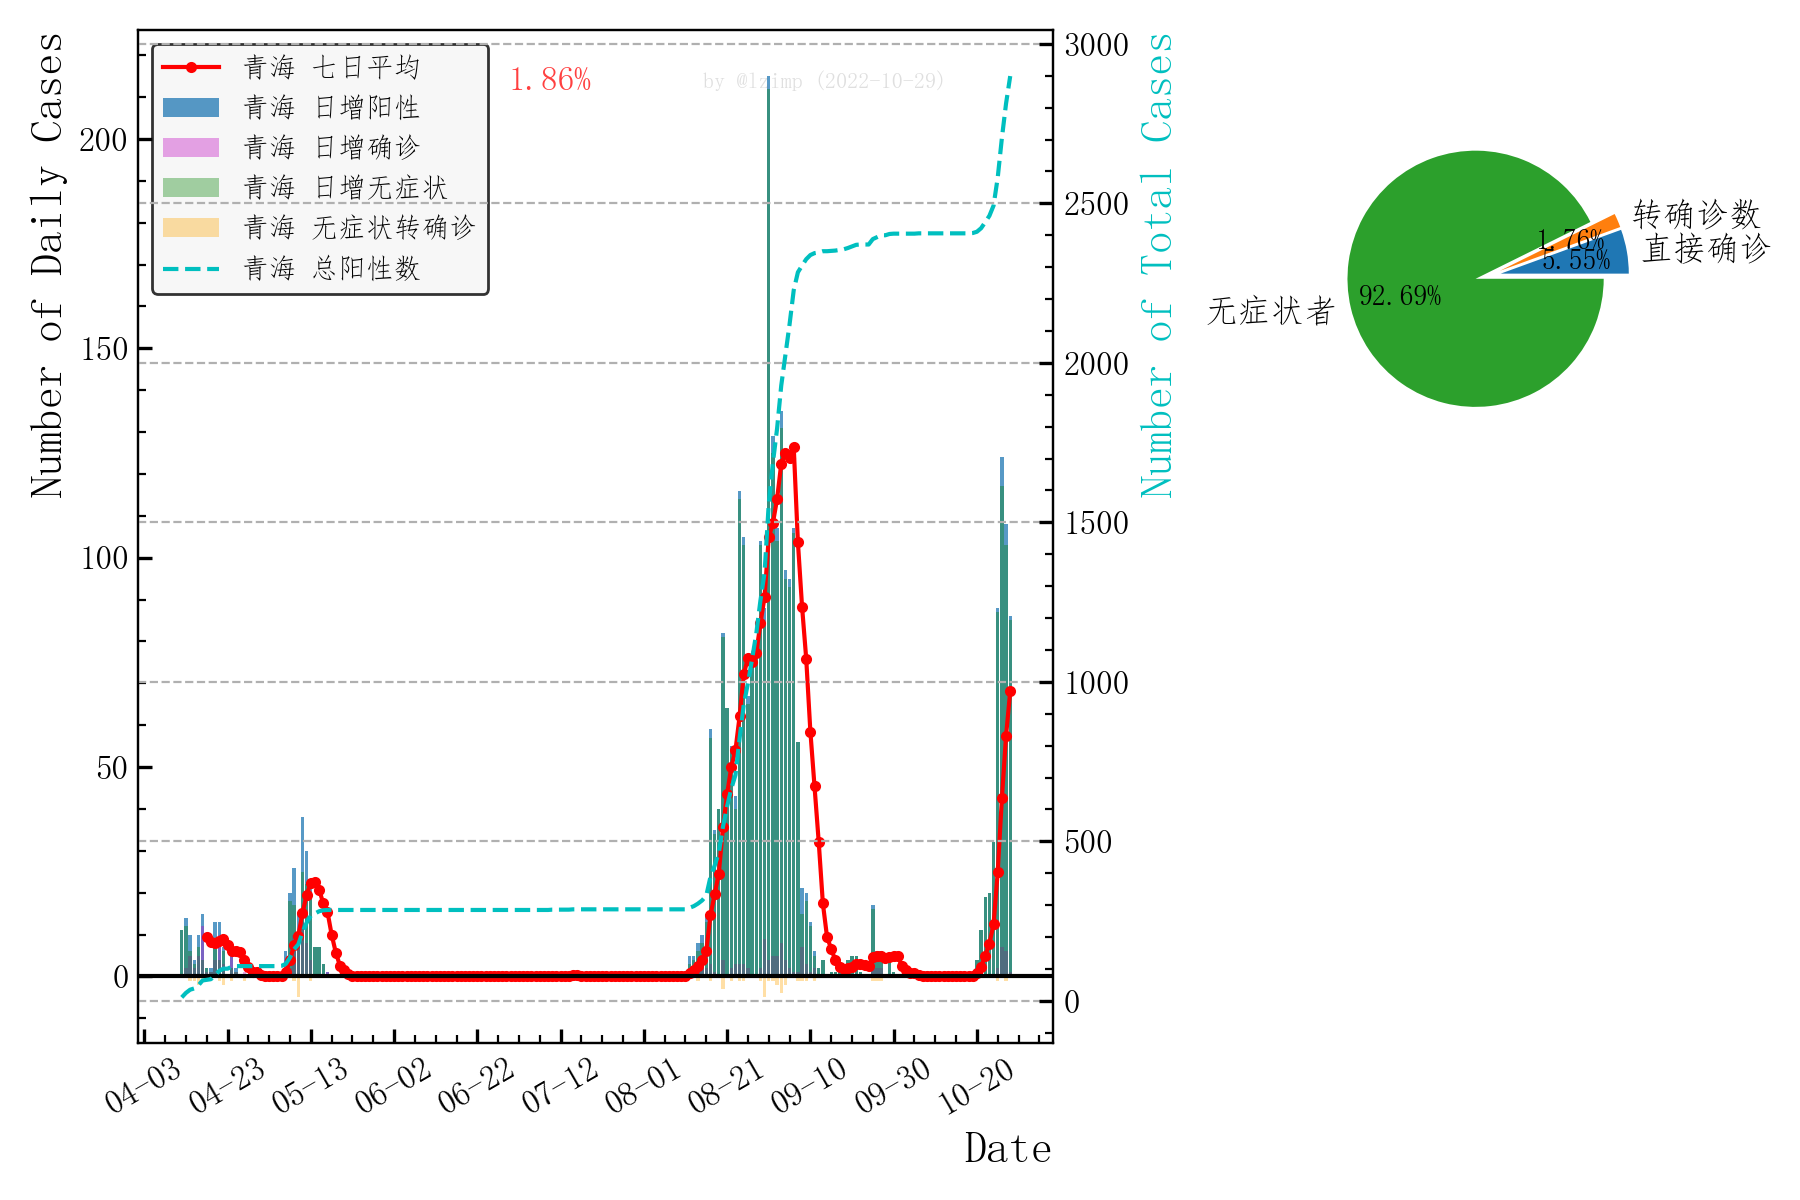 青海 七日平均
青海 日增阳性
青海 日增确诊
青海 日增无症状
青海 无症状转确诊
青海 总阳性数
1.86%
by @lzimp (2022-10-29)
Number of Daily Cases
200
150
100
50
0
3000
2500
2000
1500
1000
500
0
Number of Total Cases
04-03
04-23
05-13
06-02
06-22
07-12
08-01
08-21
09-10
09-30
10-20
Date
转确诊数
1.76%
直接确诊
5.55%
92.69%
无症状者